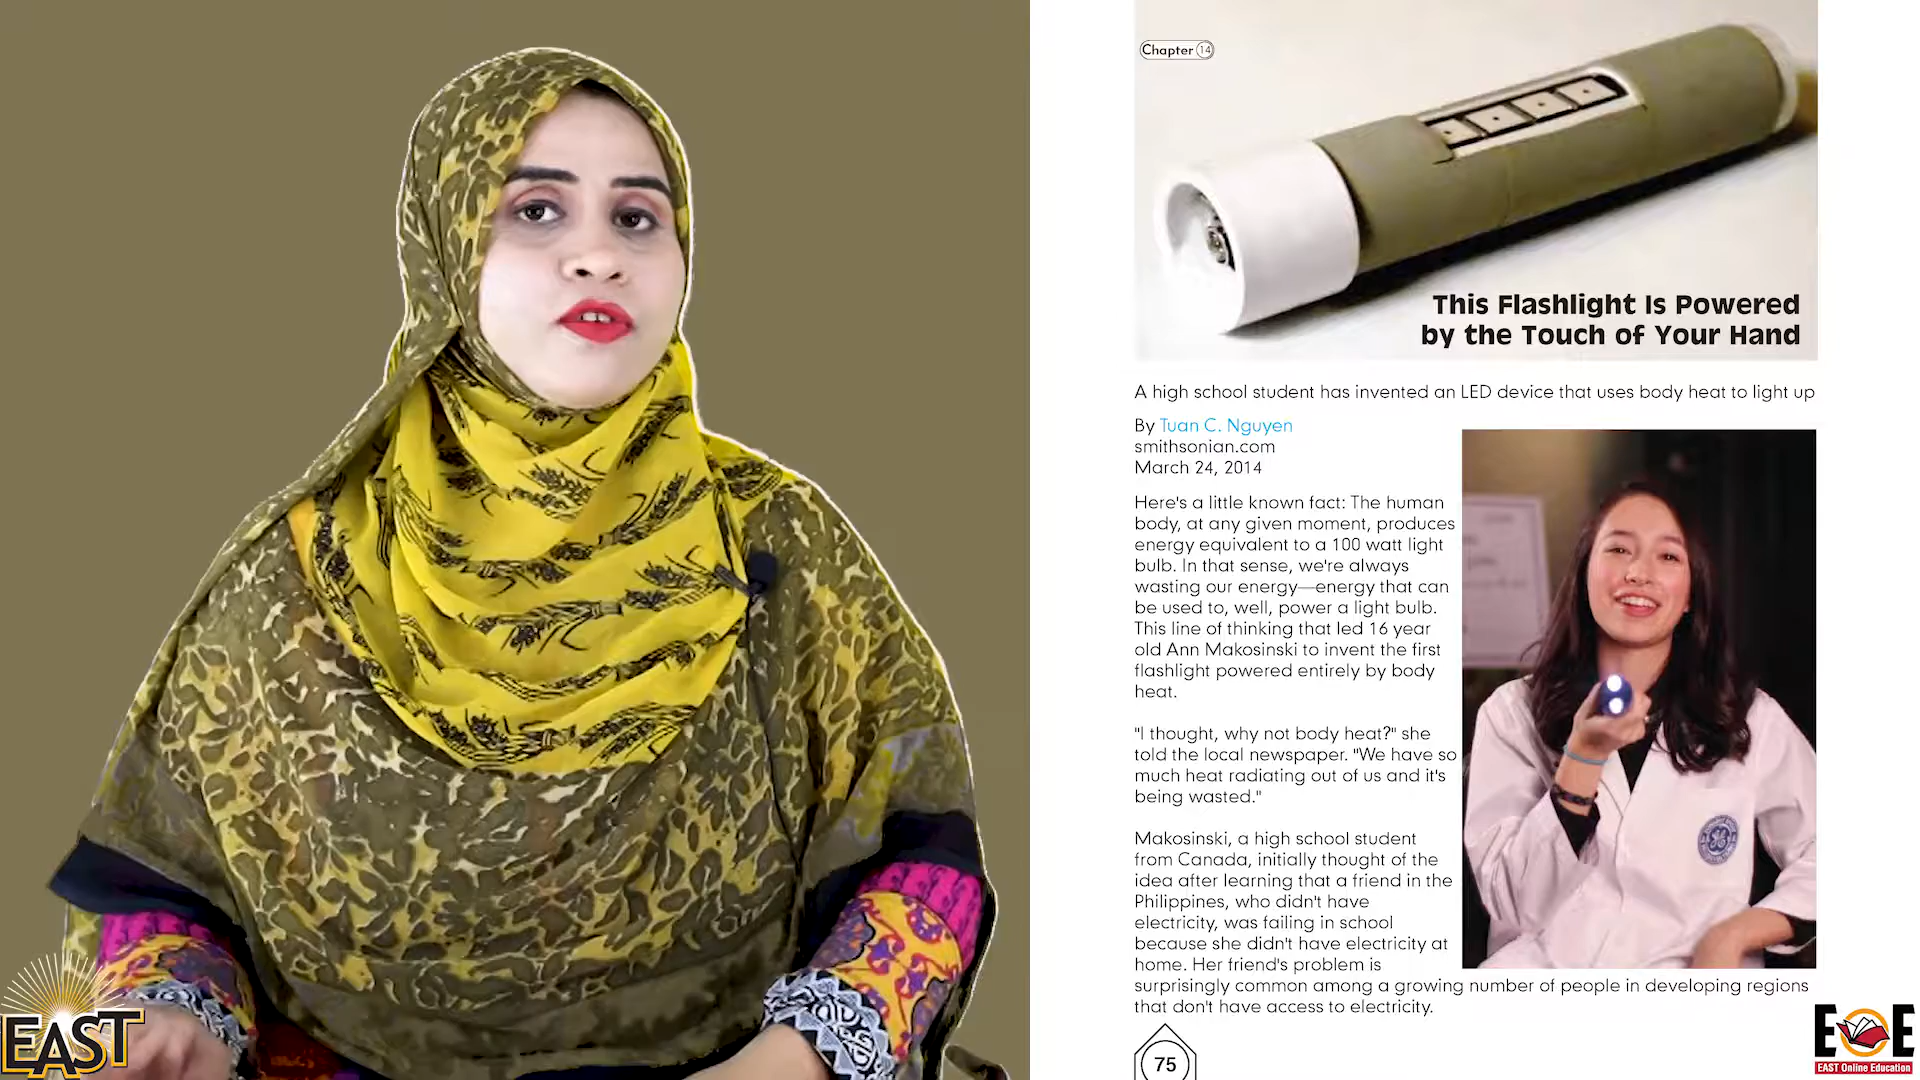 Chapter 14
This Flashlight Is Powered
by the Touch of Your Hand
A high school student has invented an LED device that uses body heat to light up
By Tuan C. Nguyen
smithsonian.com
March 24, 2014
Here's a little known fact: The human
body, at any given moment, produces
energy equivalent to a 100 watt light
bulb. In that sense, we're always
wasting our energy—energy that can
be used to, well, power a light bulb.
This line of thinking that led 16 year
old Ann Makosinski to invent the first
flashlight powered entirely by body
heat.
"I thought, why not body heat?" she
told the local newspaper. "We have so
much heat radiating out of us and it's
being wasted."
Makosinski, a high school student
from Canada, initially thought of the
idea after learning that a friend in the
Philippines, who didn't have
electricity, was failing in school
because she didn't have electricity at
home. Her friend's problem is
surprisingly common among a growing number of people in developing regions
that don't have access to electricity.
75
EAST
EOE
EAST Online Education